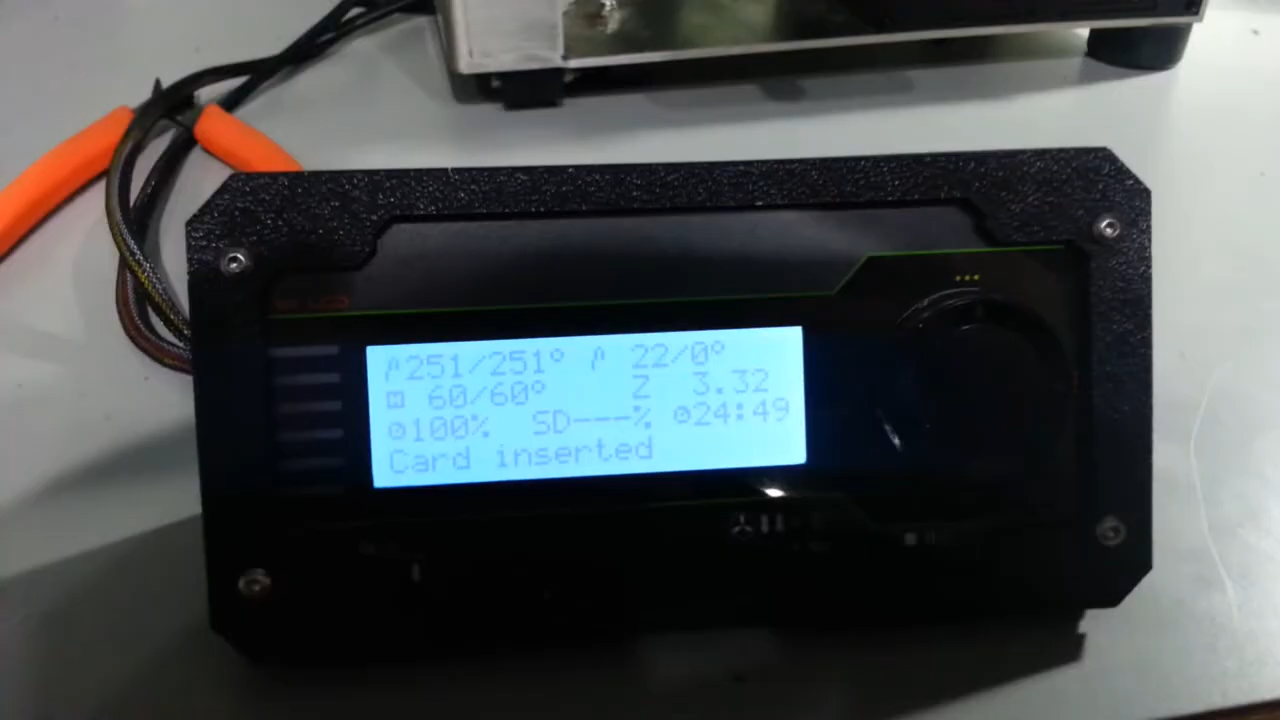 251/251° 22/0°
60/60° Z 3.32
100% SD---% 24:49
Card inserted